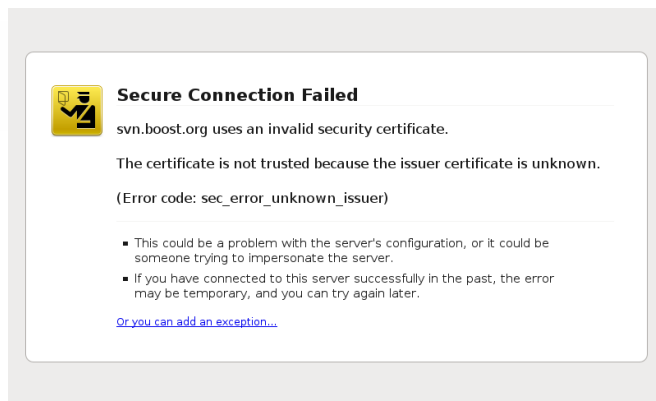 Secure Connection Failed
svn.boost.org uses an invalid security certificate.
The certificate is not trusted because the issuer certificate is unknown.
(Error code: sec_error_unknown_issuer)
This could be a problem with the server's configuration, or it could be
someone trying to impersonate the server.
If you have connected to this server successfully in the past, the error
may be temporary, and you can try again later.
Or you can add an exception...